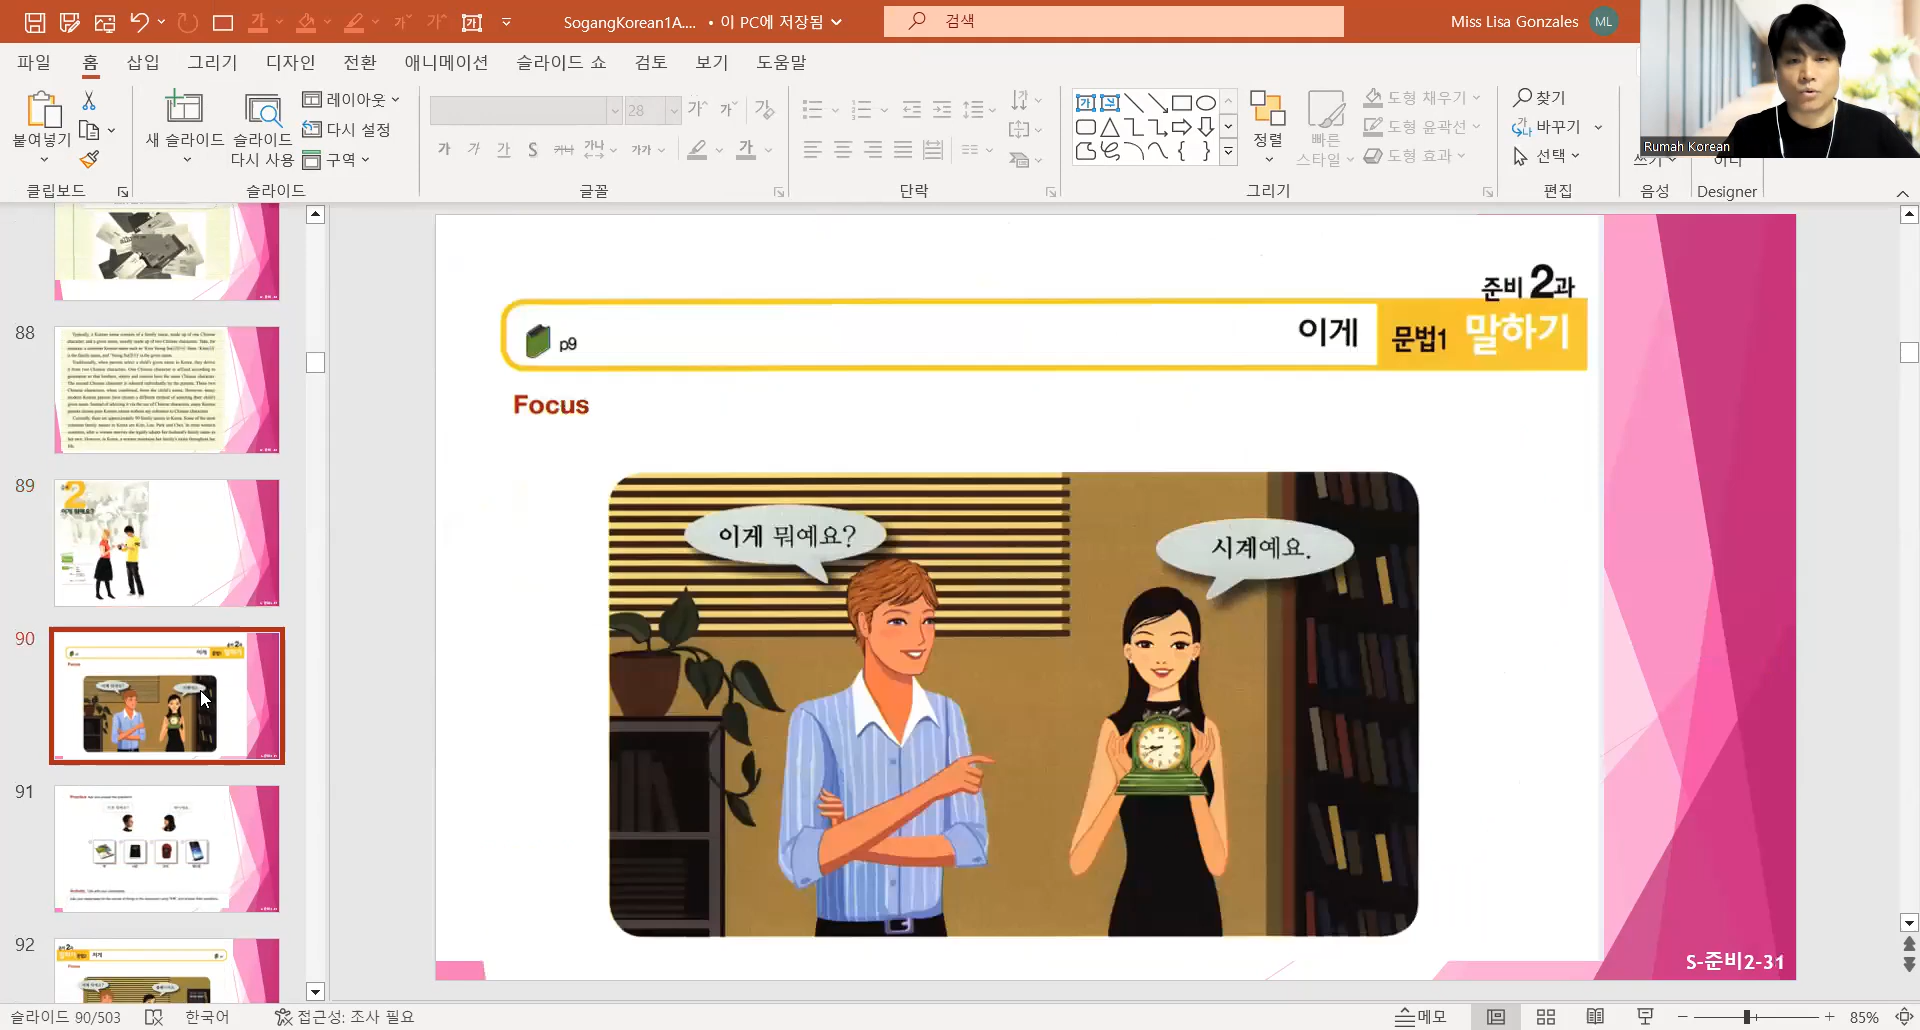 SogangKorean1A.... • 이 PC에 저장됨
검색
Miss Lisa Gonzales ML
파일 홈 삽입 그리기 디자인 전환 애니메이션 슬라이드 쇼 검토 보기 도움말
붙여넣기
새 슬라이드
슬라이드 다시 사용
레이아웃
다시 설정
구역
28
정렬
빠른 스타일
도형 채우기
도형 윤곽선
도형 효과
찾기
바꾸기
선택
Rumah Korean
클립보드 슬라이드 글꼴 단락 그리기 편집 음성 Designer
88
89
2
이게 뭐예요?
90
91
92
준비 2과
p9 이게 문법1 말하기
Focus
이게 뭐예요?
시계예요.
S-준비2-31
슬라이드 90/503 한국어 접근성: 조사 필요 메모 85%